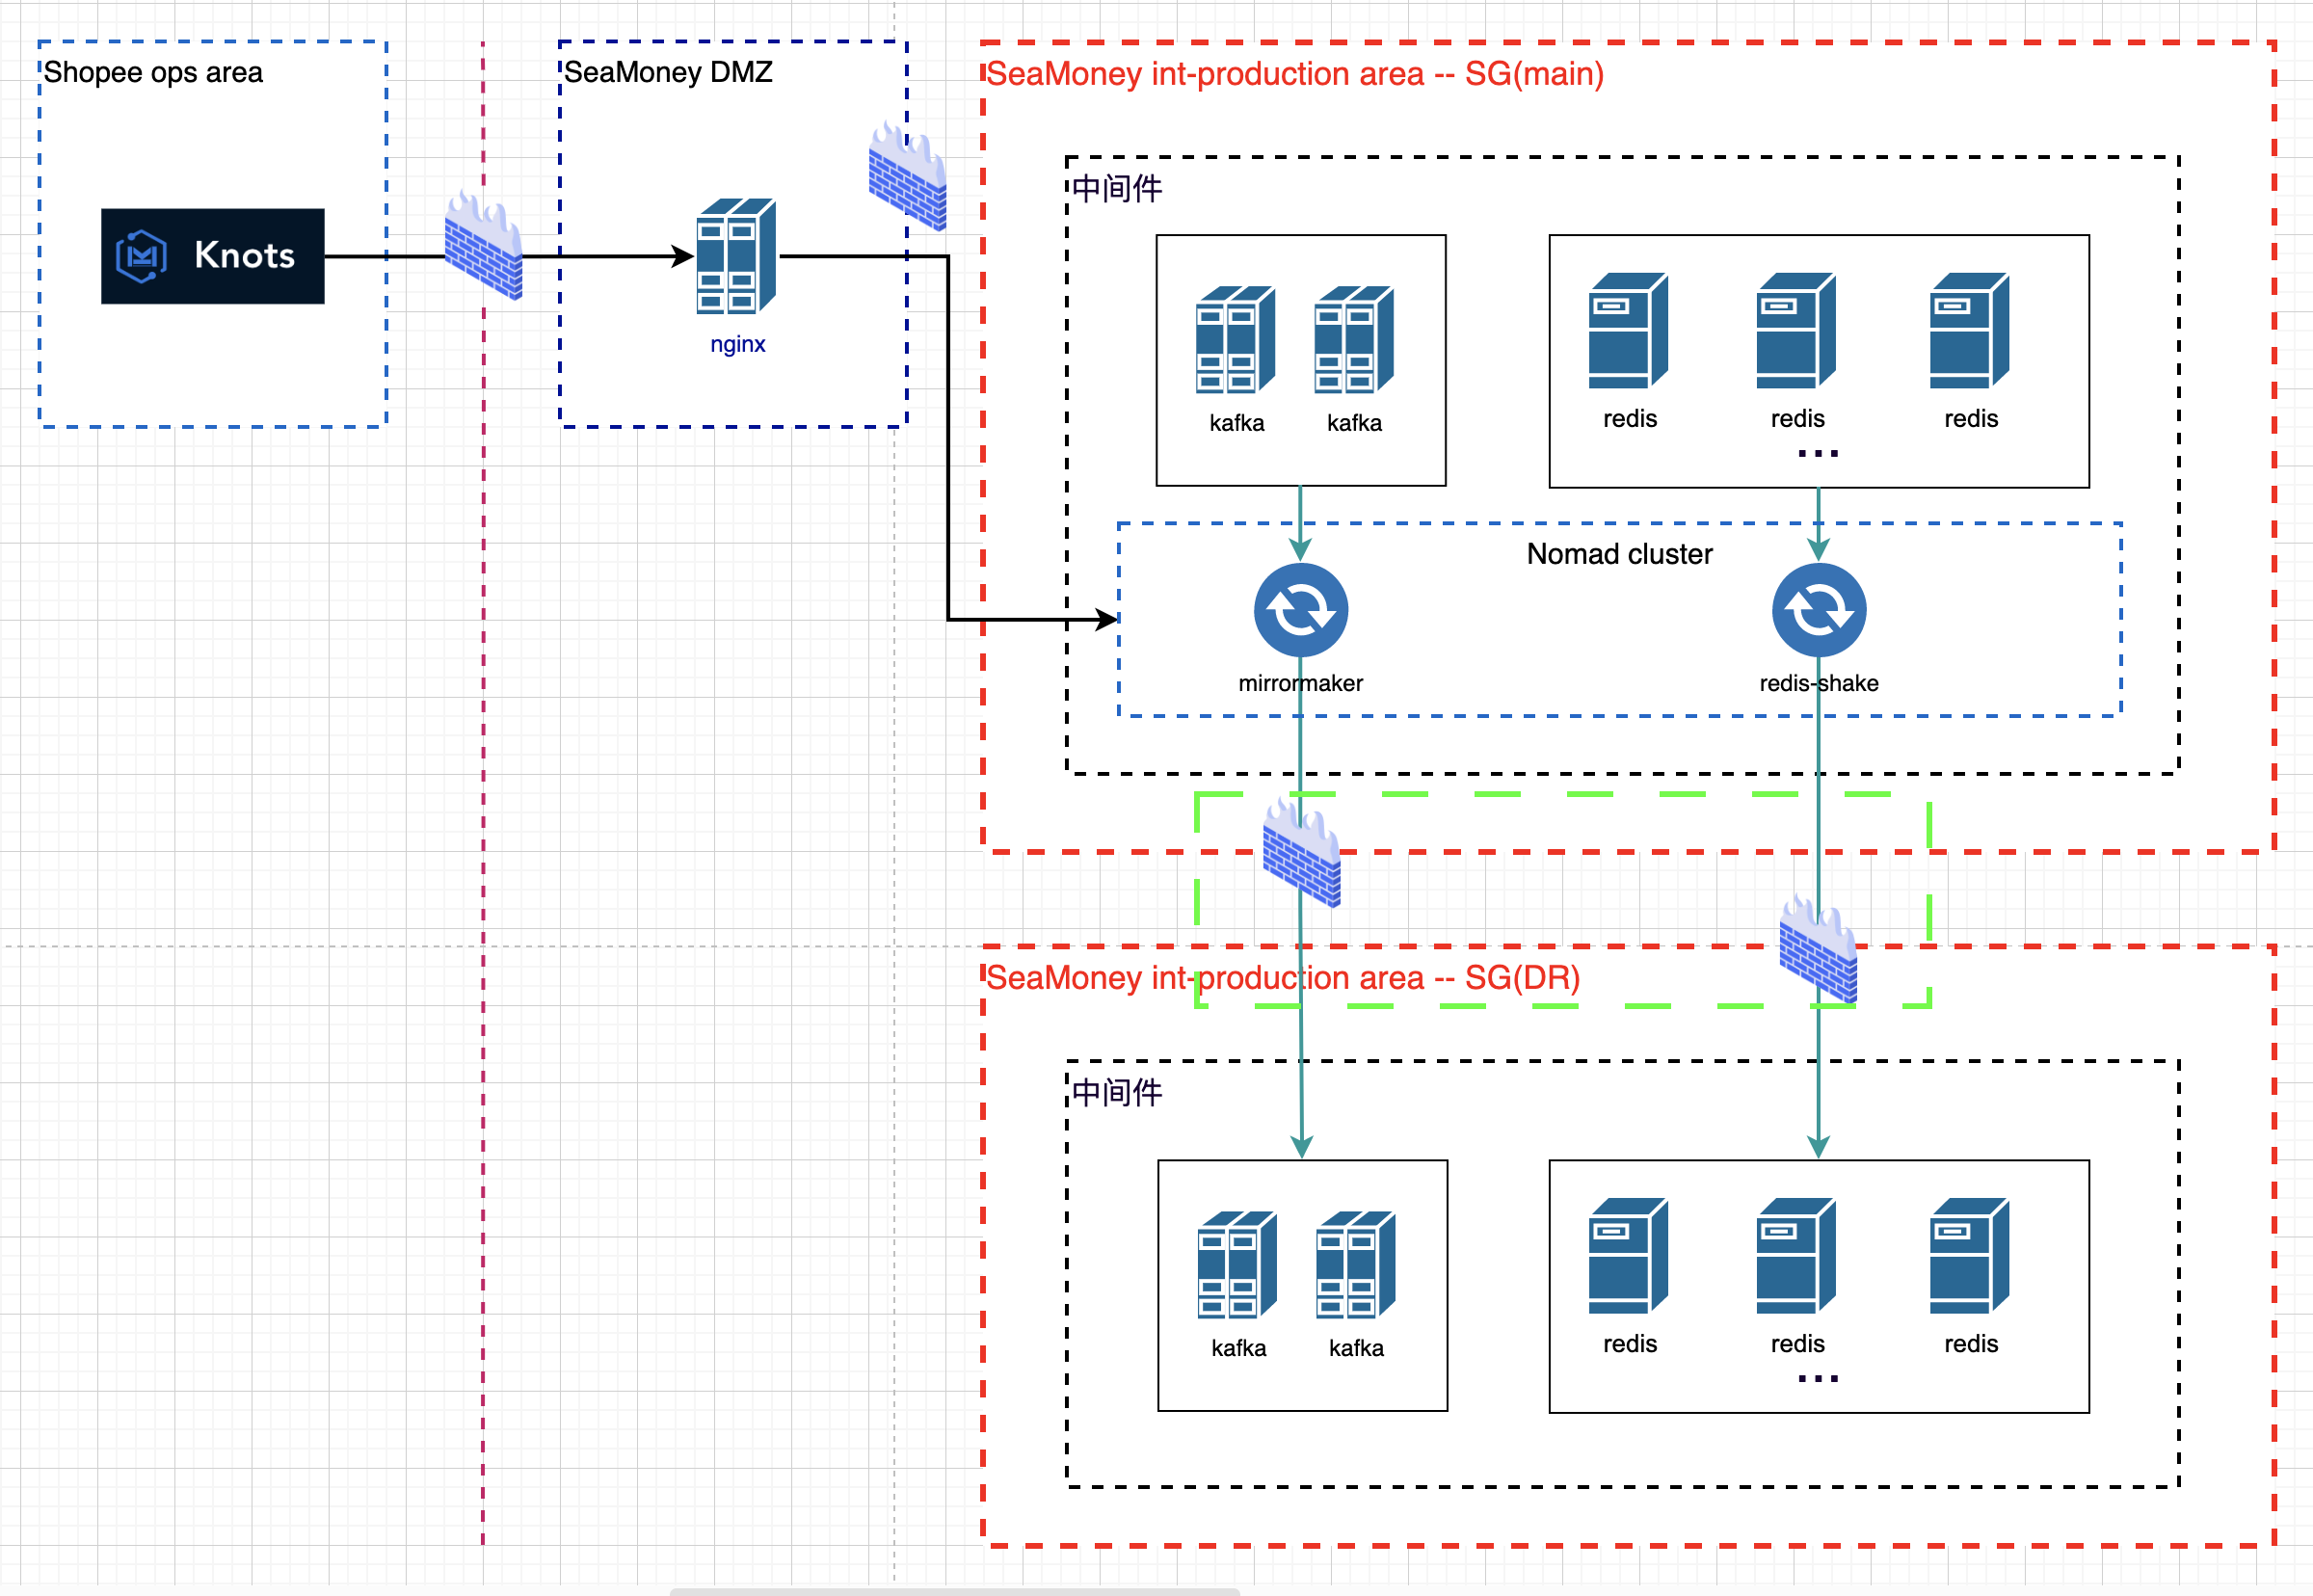 Shopee ops area
SeaMoney DMZ
SeaMoney int-production area -- SG(main)
中间件
Knots
nginx
kafka
kafka
redis
redis
redis
...
Nomad cluster
mirrormaker
redis-shake
SeaMoney int-production area -- SG(DR)
中间件
kafka
kafka
redis
redis
redis
...